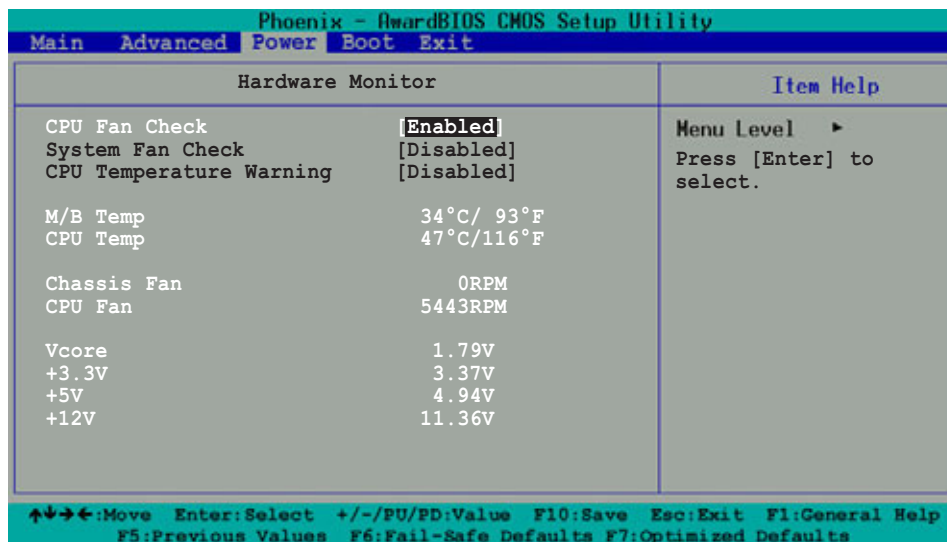 Phoenix - AwardBIOS CMOS Setup Utility
Main Advanced Power Boot Exit
Hardware Monitor
Item Help
CPU Fan Check [Enabled]
System Fan Check [Disabled]
CPU Temperature Warning [Disabled]
M/B Temp 34°C/ 93°F
CPU Temp 47°C/116°F
Chassis Fan 0RPM
CPU Fan 5443RPM
Vcore 1.79V
+3.3V 3.37V
+5V 4.94V
+12V 11.36V
Menu Level ►
Press [Enter] to
select.
↑↓→←:Move Enter:Select +/-/PU/PD:Value F10:Save Esc:Exit F1:General Help
F5:Previous Values F6:Fail-Safe Defaults F7:Optimized Defaults